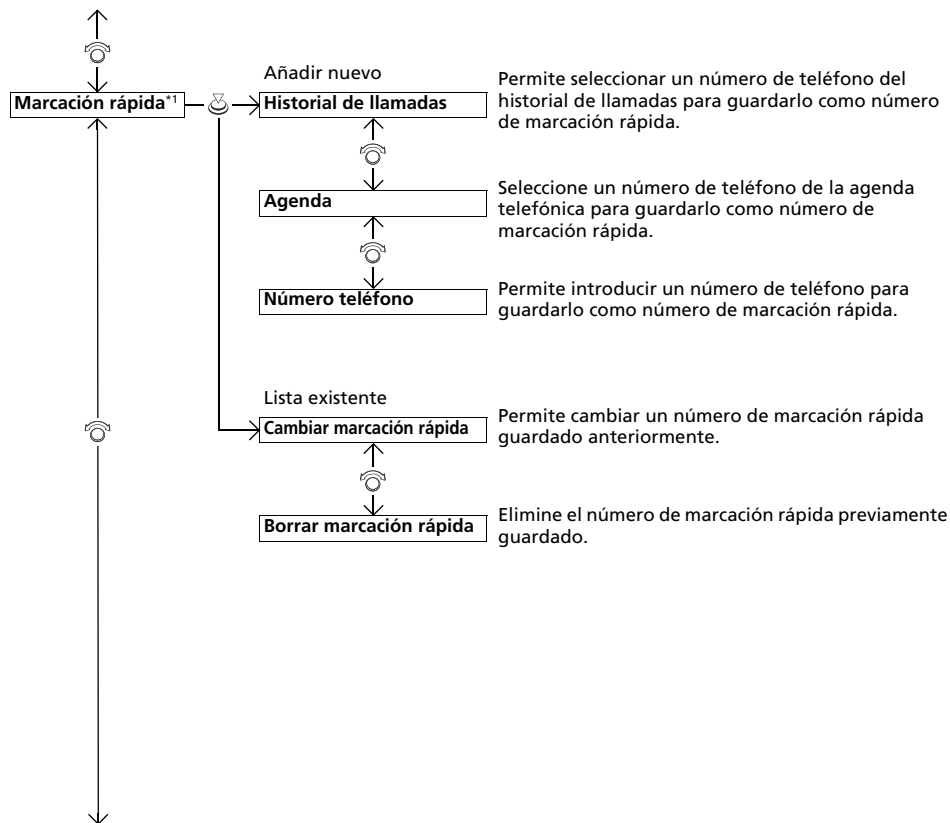 Añadir nuevo
Marcación rápida*1
Historial de llamadas
Permite seleccionar un número de teléfono del
historial de llamadas para guardarlo como número
de marcación rápida.
Agenda
Seleccione un número de teléfono de la agenda
telefónica para guardarlo como número de
marcación rápida.
Número teléfono
Permite introducir un número de teléfono para
guardarlo como número de marcación rápida.
Lista existente
Cambiar marcación rápida
Permite cambiar un número de marcación rápida
guardado anteriormente.
Borrar marcación rápida
Elimine el número de marcación rápida previamente
guardado.